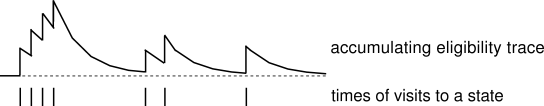 accumulating eligibility trace
times of visits to a state